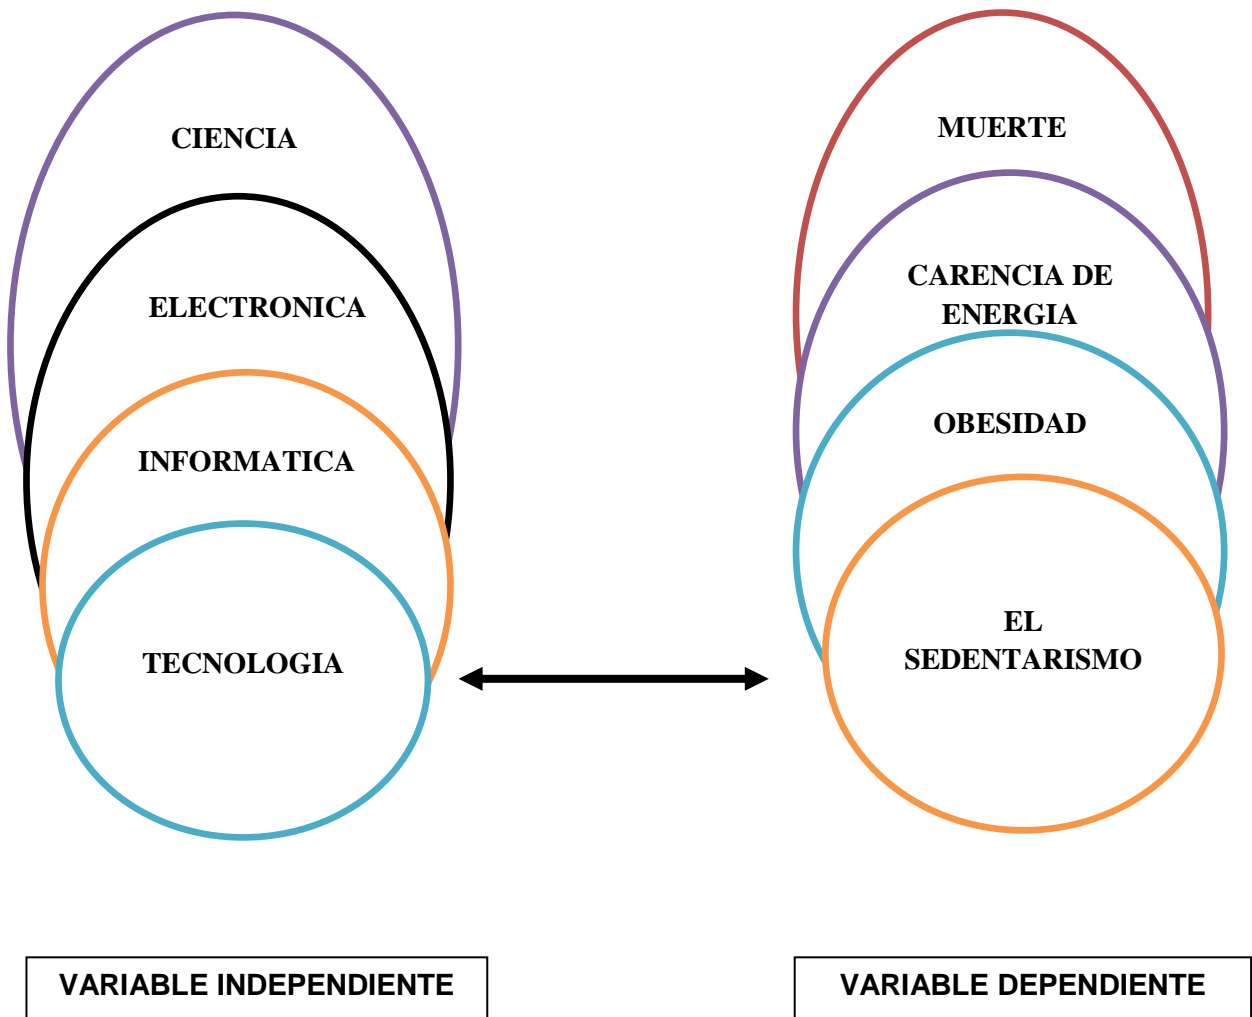 CIENCIA
ELECTRONICA
INFORMATICA
TECNOLOGIA
MUERTE
CARENCIA DE
ENERGIA
OBESIDAD
EL
SEDENTARISMO
VARIABLE INDEPENDIENTE
VARIABLE DEPENDIENTE